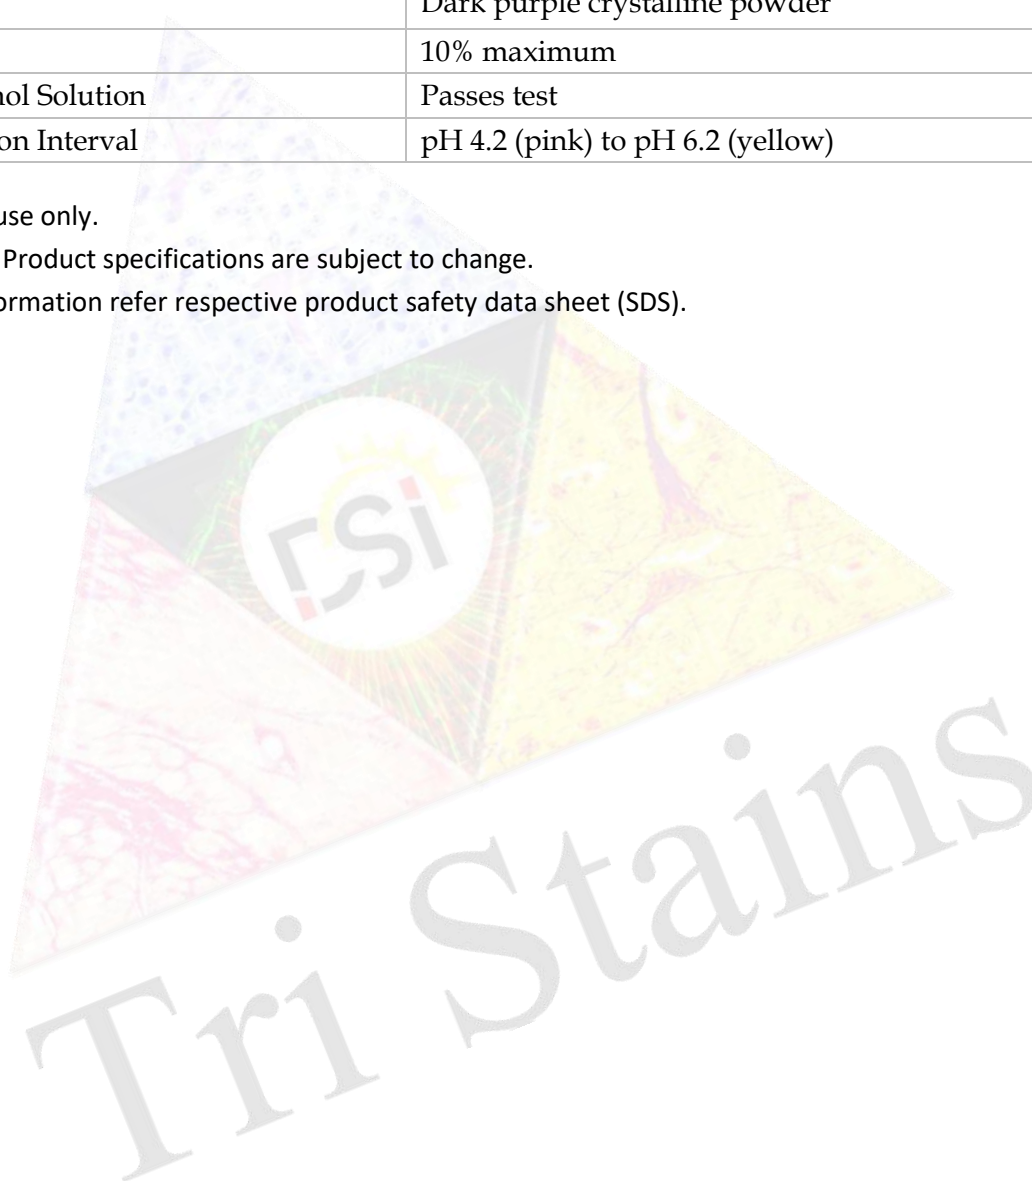 Dark purple crystalline powder
10% maximum
nol Solution Passes test
on Interval pH 4.2 (pink) to pH 6.2 (yellow)
use only.
Product specifications are subject to change.
ormation refer respective product safety data sheet (SDS).
DSi
Tri Stains